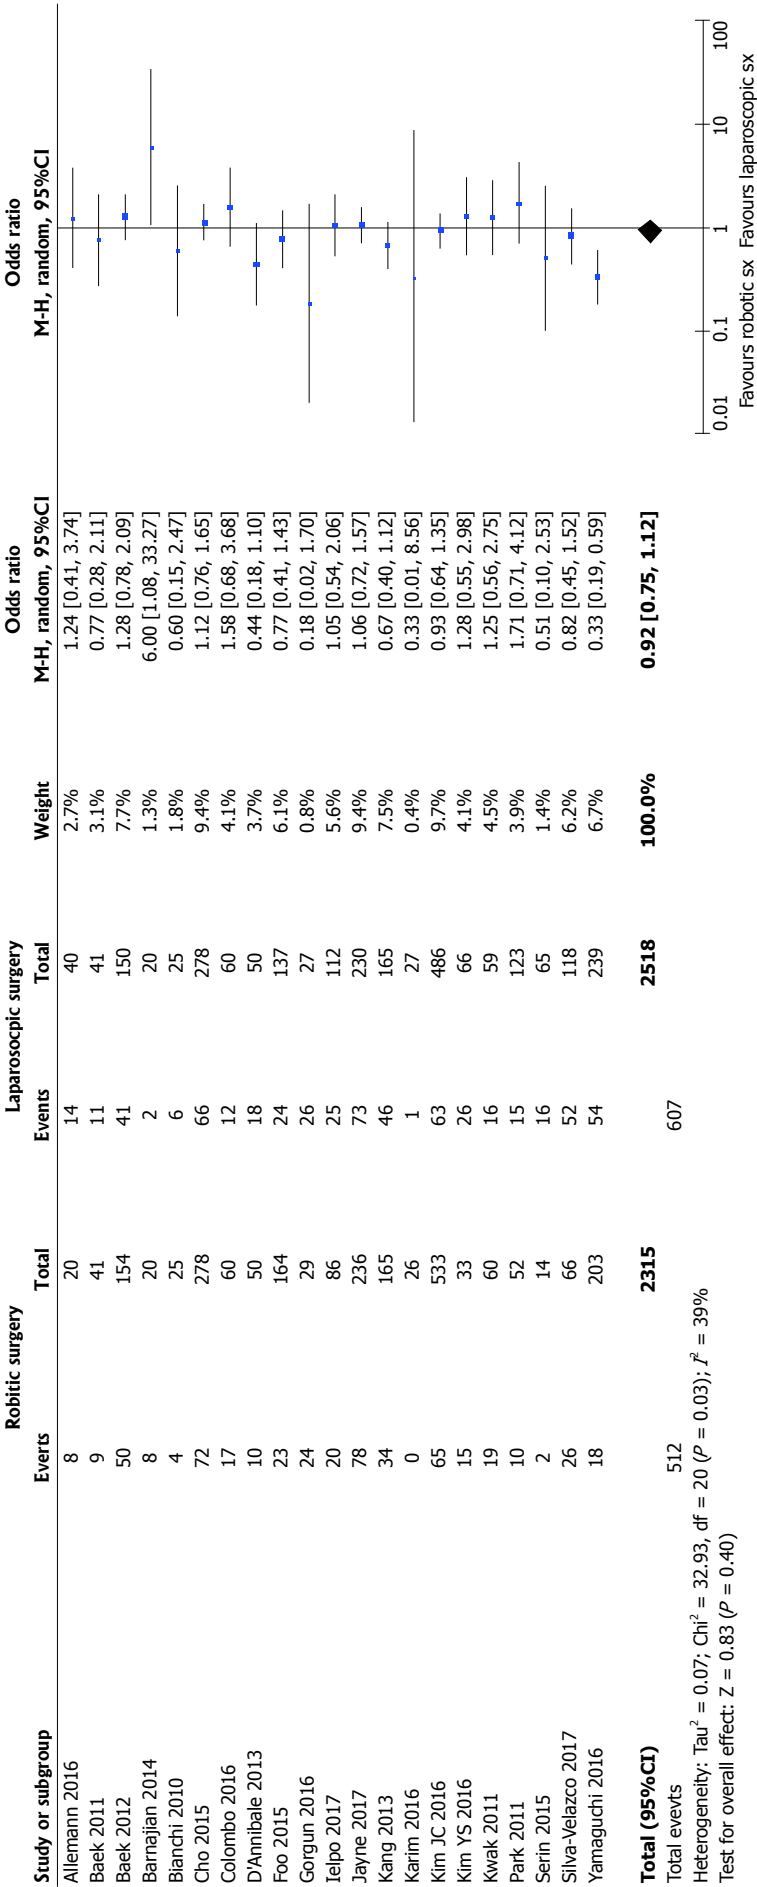 Robitic surgery Laparosocpic surgery Odds ratio Odds ratio
Study or subgroup Everts Total Events Total Weight M-H, random, 95%CI M-H, random, 95%CI
Allemann 2016 8 20 14 40 2.7% 1.24 [0.41, 3.74]
Baek 2011 9 41 11 41 3.1% 0.77 [0.28, 2.11]
Baek 2012 50 154 41 150 7.7% 1.28 [0.78, 2.09]
Barnajian 2014 8 20 2 20 1.3% 6.00 [1.08, 33.27]
Bianchi 2010 4 25 6 25 1.8% 0.60 [0.15, 2.47]
Cho 2015 72 278 66 278 9.4% 1.12 [0.76, 1.65]
Colombo 2016 17 60 12 60 4.1% 1.58 [0.68, 3.68]
D'Annibale 2013 10 50 18 50 3.7% 0.44 [0.18, 1.10]
Foo 2015 23 164 24 137 6.1% 0.77 [0.41, 1.43]
Gorgun 2016 24 29 26 27 0.8% 0.18 [0.02, 1.70]
Ielpo 2017 20 86 25 112 5.6% 1.05 [0.54, 2.06]
Jayne 2017 78 236 73 230 9.4% 1.06 [0.72, 1.57]
Kang 2013 34 165 46 165 7.5% 0.67 [0.40, 1.12]
Karim 2016 0 26 1 27 0.4% 0.33 [0.01, 8.56]
Kim JC 2016 65 533 63 486 9.7% 0.93 [0.64, 1.35]
Kim YS 2016 15 33 26 66 4.1% 1.28 [0.55, 2.98]
Kwak 2011 19 60 16 59 4.5% 1.25 [0.56, 2.75]
Park 2011 10 52 15 123 3.9% 1.71 [0.71, 4.12]
Serin 2015 2 14 16 65 1.4% 0.51 [0.10, 2.53]
Silva-Velazco 2017 26 66 52 118 6.2% 0.82 [0.45, 1.52]
Yamaguchi 2016 18 203 54 239 6.7% 0.33 [0.19, 0.59]
Total (95%CI) 2315 2518 100.0% 0.92 [0.75, 1.12]
Total evevts 512 607
Heterogeneity: Tau² = 0.07; Chi² = 32.93, df = 20 (P = 0.03); I² = 39%
Test for overall effect: Z = 0.83 (P = 0.40)
0.01 0.1 1 10 100
Favours robotic sx Favours laparoscopic sx